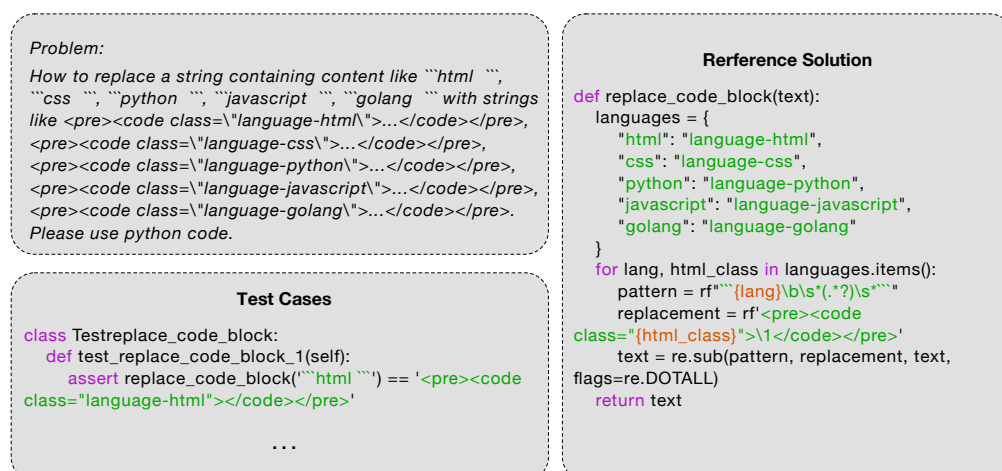 Problem:
How to replace a string containing content like ```html ```,
```css ```, ```python ```, ```javascript ```, ```golang ``` with strings
like <pre><code class=\"language-html\">...</code></pre>,
<pre><code class=\"language-css\">...</code></pre>,
<pre><code class=\"language-python\">...</code></pre>,
<pre><code class=\"language-javascript\">...</code></pre>,
<pre><code class=\"language-golang\">...</code></pre>.
Please use python code.
Test Cases
class Testreplace_code_block:
def test_replace_code_block_1(self):
assert replace_code_block('```html ```') == '<pre><code
class="language-html"></code></pre>'
...
Rerference Solution
def replace_code_block(text):
languages = {
"html": "language-html",
"css": "language-css",
"python": "language-python",
"javascript": "language-javascript",
"golang": "language-golang"
}
for lang, html_class in languages.items():
pattern = rf"```{lang}\b\s*(.*?)\s*```"
replacement = rf'<pre><code
class="{html_class}">\1</code></pre>'
text = re.sub(pattern, replacement, text,
flags=re.DOTALL)
return text